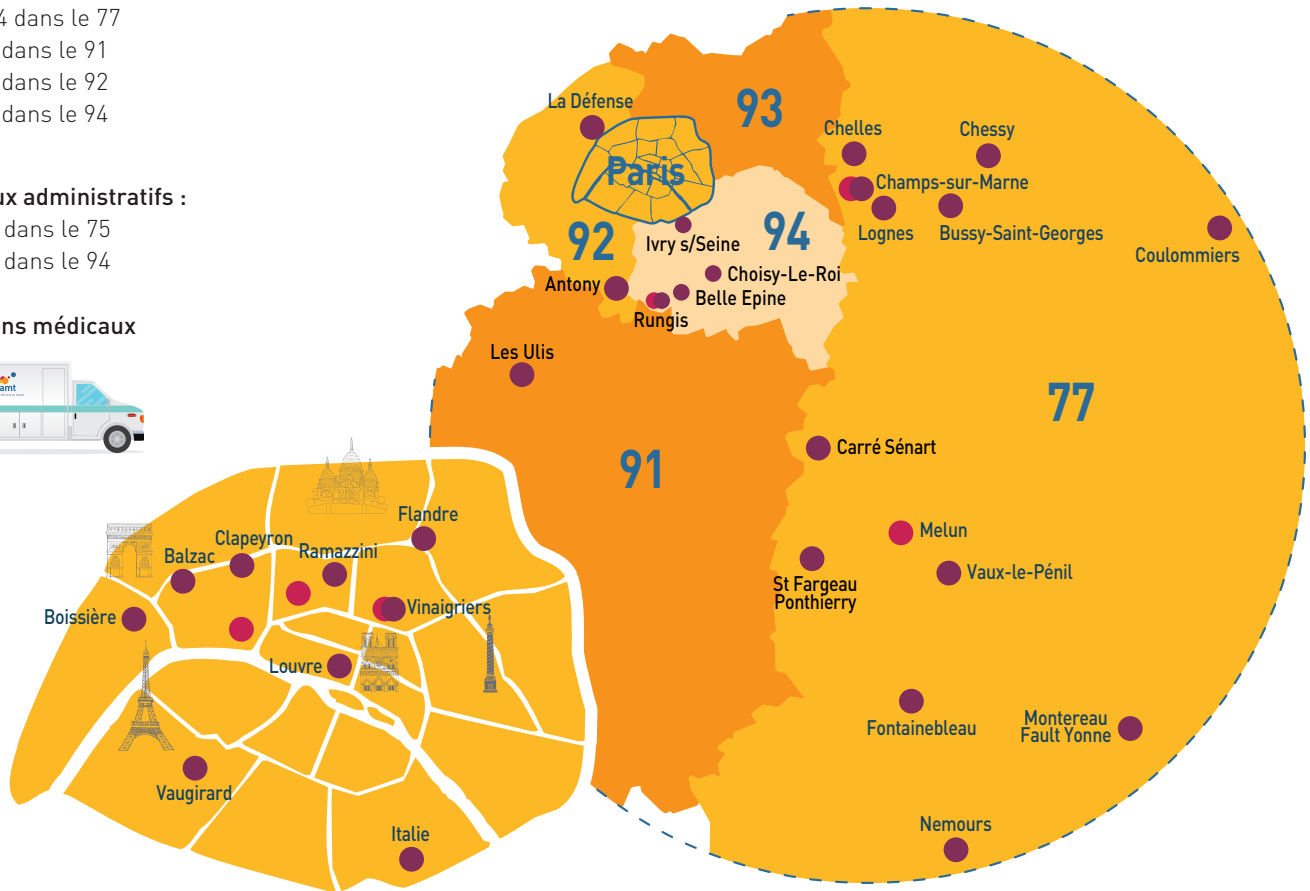 4 dans le 77
dans le 91
dans le 92
dans le 94
ux administratifs :
dans le 75
dans le 94
ns médicaux
amt
La Défense
93
Paris
Chelles
Chessy
Champs-sur-Marne
Lognes
Bussy-Saint-Georges
Coulommiers
92
94
Ivry s/Seine
Choisy-Le-Roi
Antony
Belle Epine
Rungis
Les Ulis
77
91
Carré Sénart
Melun
St Fargeau
Ponthierry
Vaux-le-Pénil
Fontainebleau
Montereau
Fault Yonne
Nemours
Flandre
Clapeyron
Ramazzini
Balzac
Boissière
Vinaigriers
Louvre
Vaugirard
Italie